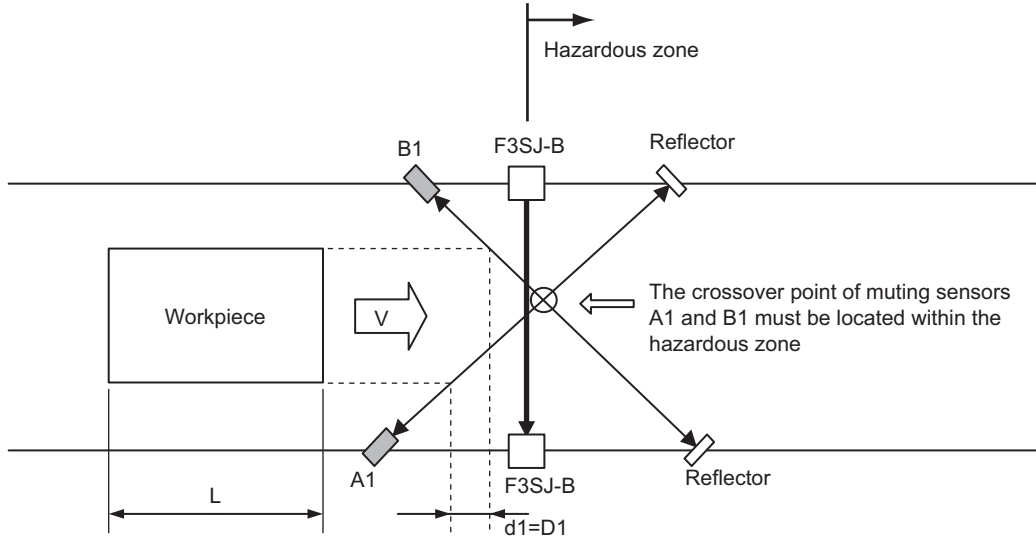 Hazardous zone
F3SJ-B
Reflector
B1
Workpiece
V
The crossover point of muting sensors
A1 and B1 must be located within the
hazardous zone
A1
F3SJ-B
Reflector
L
d1=D1